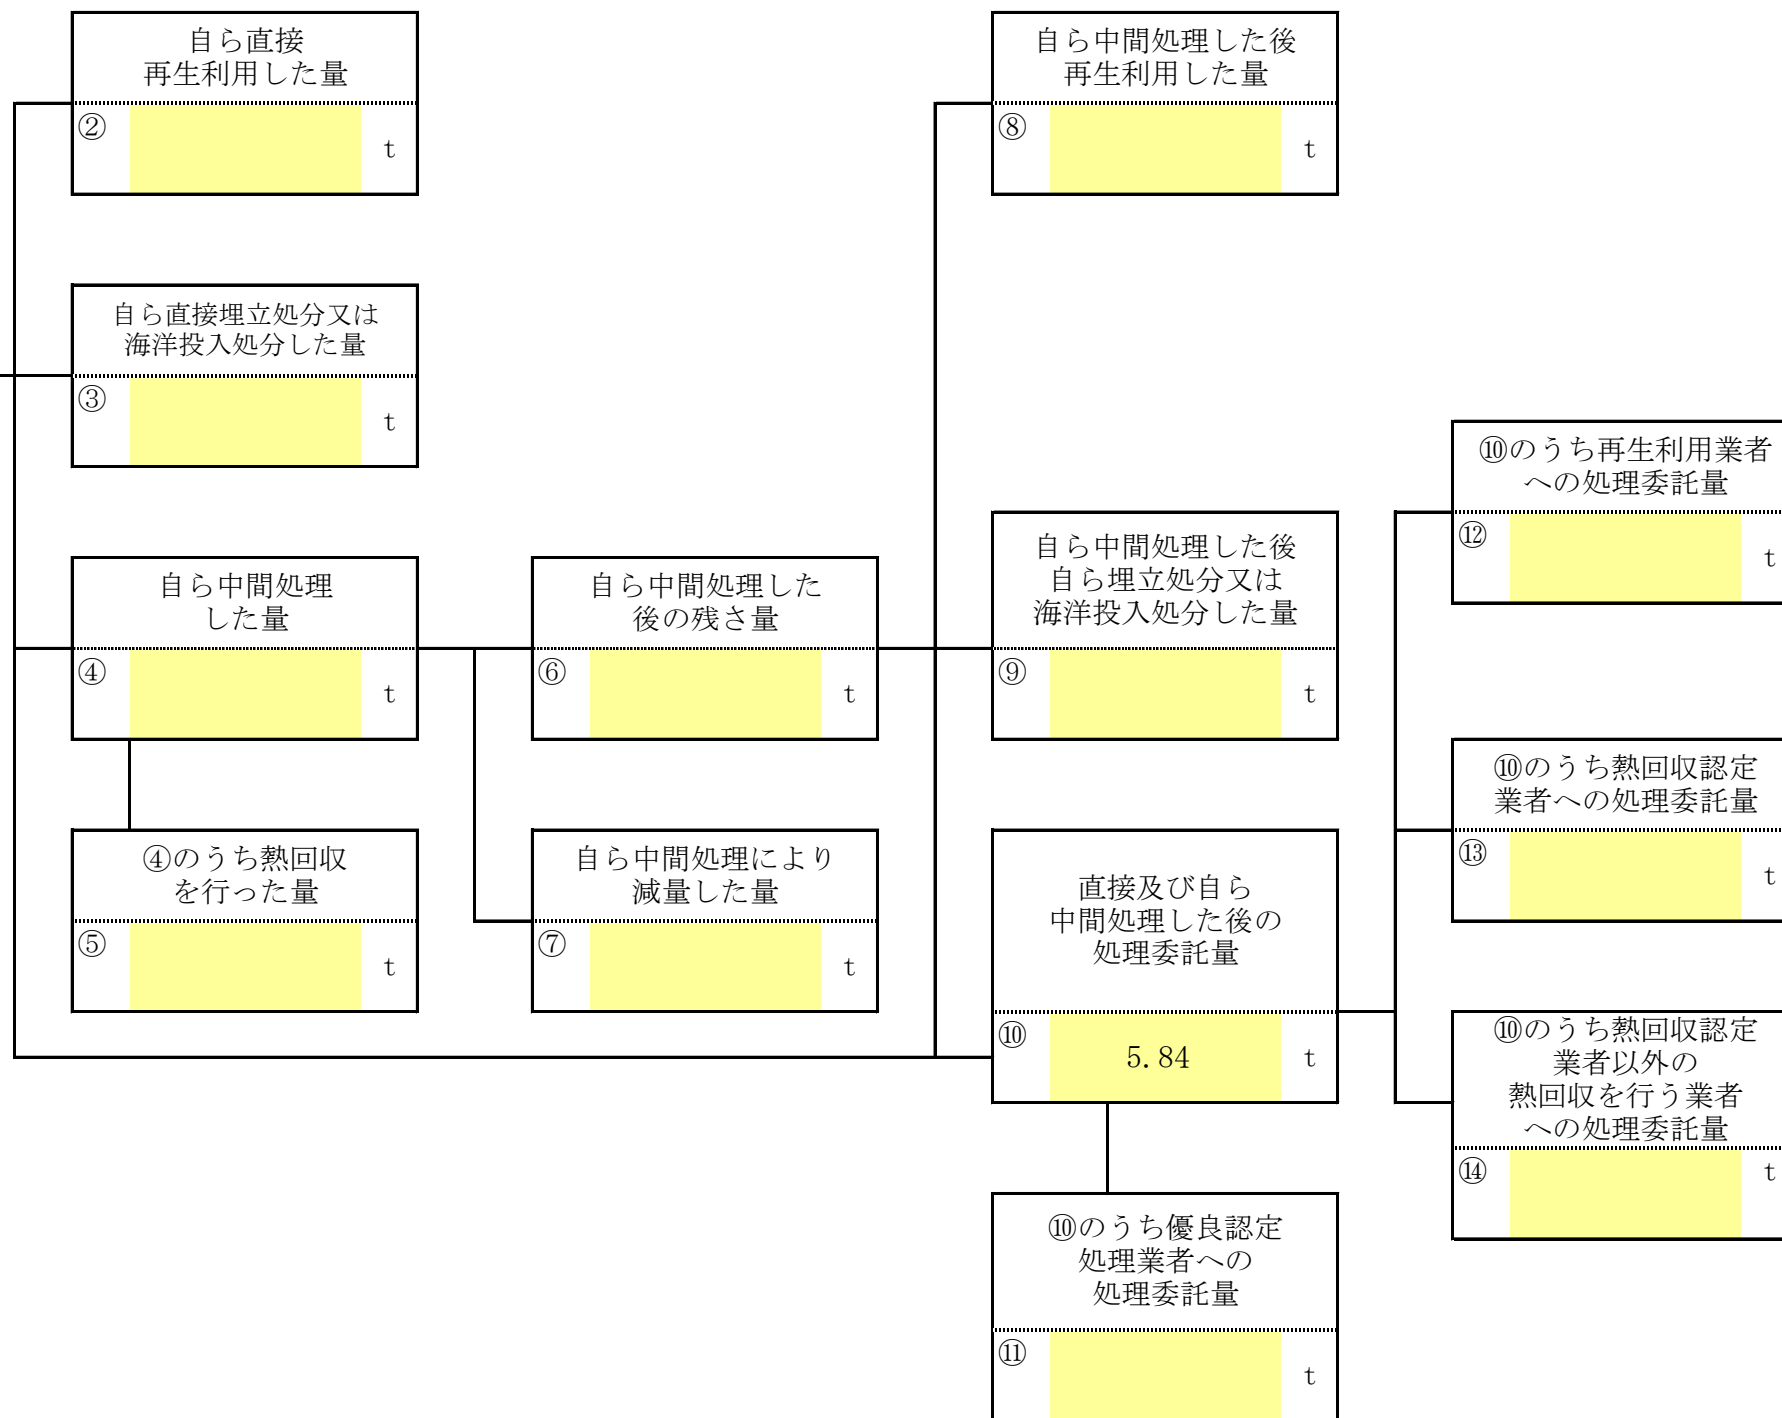 自ら直接
再生利用した量
②
t
自ら直接埋立処分又は
海洋投入処分した量
③
t
自ら中間処理
した量
④
t
④のうち熱回収
を行った量
⑤
t
自ら中間処理した
後の残さ量
⑥
t
自ら中間処理により
減量した量
⑦
t
自ら中間処理した後
再生利用した量
⑧
t
自ら中間処理した後
自ら埋立処分又は
海洋投入処分した量
⑨
t
直接及び自ら
中間処理した後の
処理委託量
⑩ 5.84 t
⑩のうち優良認定
処理業者への
処理委託量
⑪
t
⑩のうち再生利用業者
への処理委託量
⑫
t
⑩のうち熱回収認定
業者への処理委託量
⑬
t
⑩のうち熱回収認定
業者以外の
熱回収を行う業者
への処理委託量
⑭
t